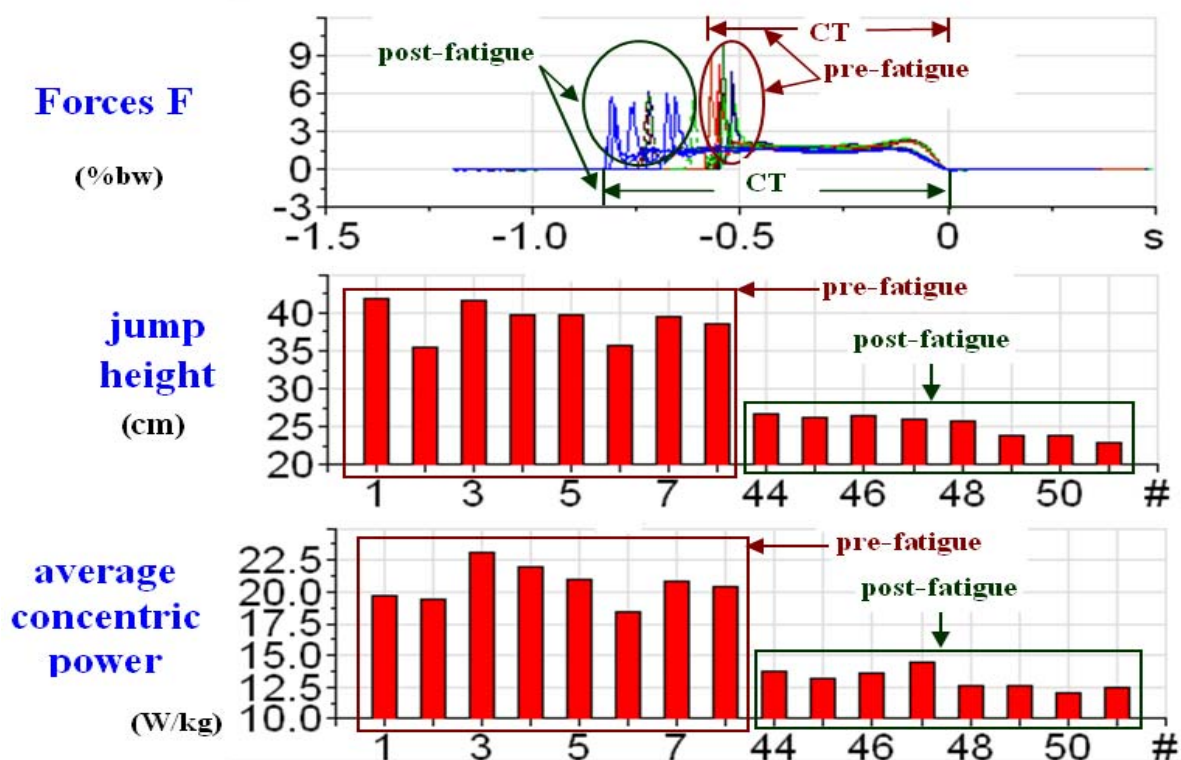 CT
post-fatigue
pre-fatigue
Forces F
(%bw)
9
6
3
0
-3
CT
-1.5 -1.0 -0.5 0 s
jump
height
(cm)
40
35
30
25
20
pre-fatigue
post-fatigue
1 3 5 7 44 46 48 50 #
average
concentric
power
(W/kg)
22.5
20.0
17.5
15.0
12.5
10.0
pre-fatigue
post-fatigue
1 3 5 7 44 46 48 50 #